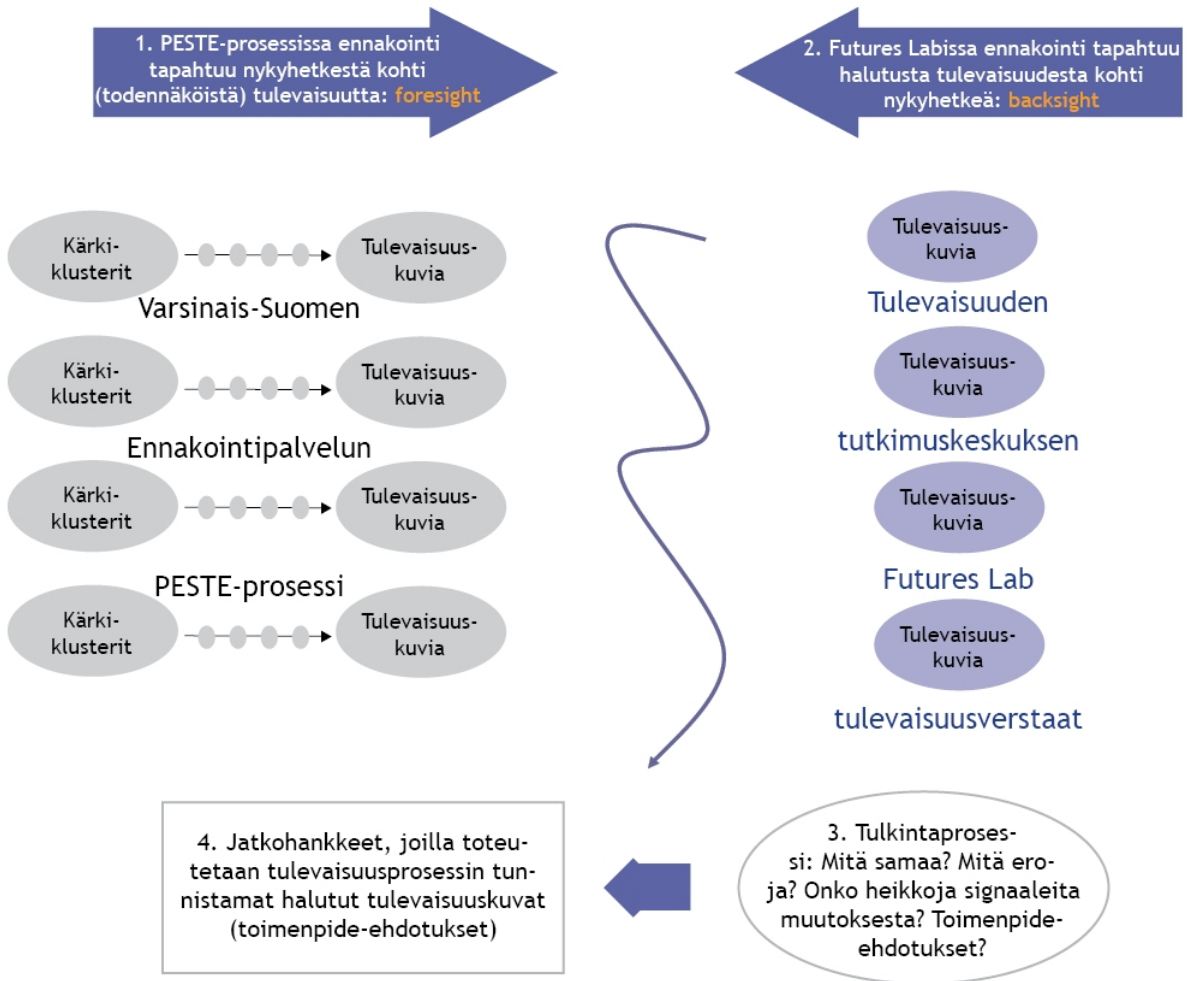 1. PESTE-prosessissa ennakointi
tapahtuu nykyhetkestä kohti
(todennäköistä) tulevaisuutta: foresight
2. Futures Labissa ennakointi tapahtuu
halutusta tulevaisuudesta kohti
nykyhetkeä: backsight
Kärki-
klusterit
Tulevaisuus-
kuvia
Varsinais-Suomen
Kärki-
klusterit
Tulevaisuus-
kuvia
Ennakointipalvelun
Kärki-
klusterit
Tulevaisuus-
kuvia
PESTE-prosessi
Kärki-
klusterit
Tulevaisuus-
kuvia
Tulevaisuus-
kuvia
Tulevaisuuden
Tulevaisuus-
kuvia
tutkimuskeskuksen
Tulevaisuus-
kuvia
Futures Lab
Tulevaisuus-
kuvia
tulevaisuusverstaat
3. Tulkintaproses-
si: Mitä samaa? Mitä ero-
ja? Onko heikkoja signaaleita
muutoksesta? Toimenpide-
ehdotukset?
4. Jatkohankkeet, joilla toteu-
tetaan tulevaisuusprosessin tun-
nistamat halutut tulevaisuuskuvat
(toimenpide-ehdotukset)